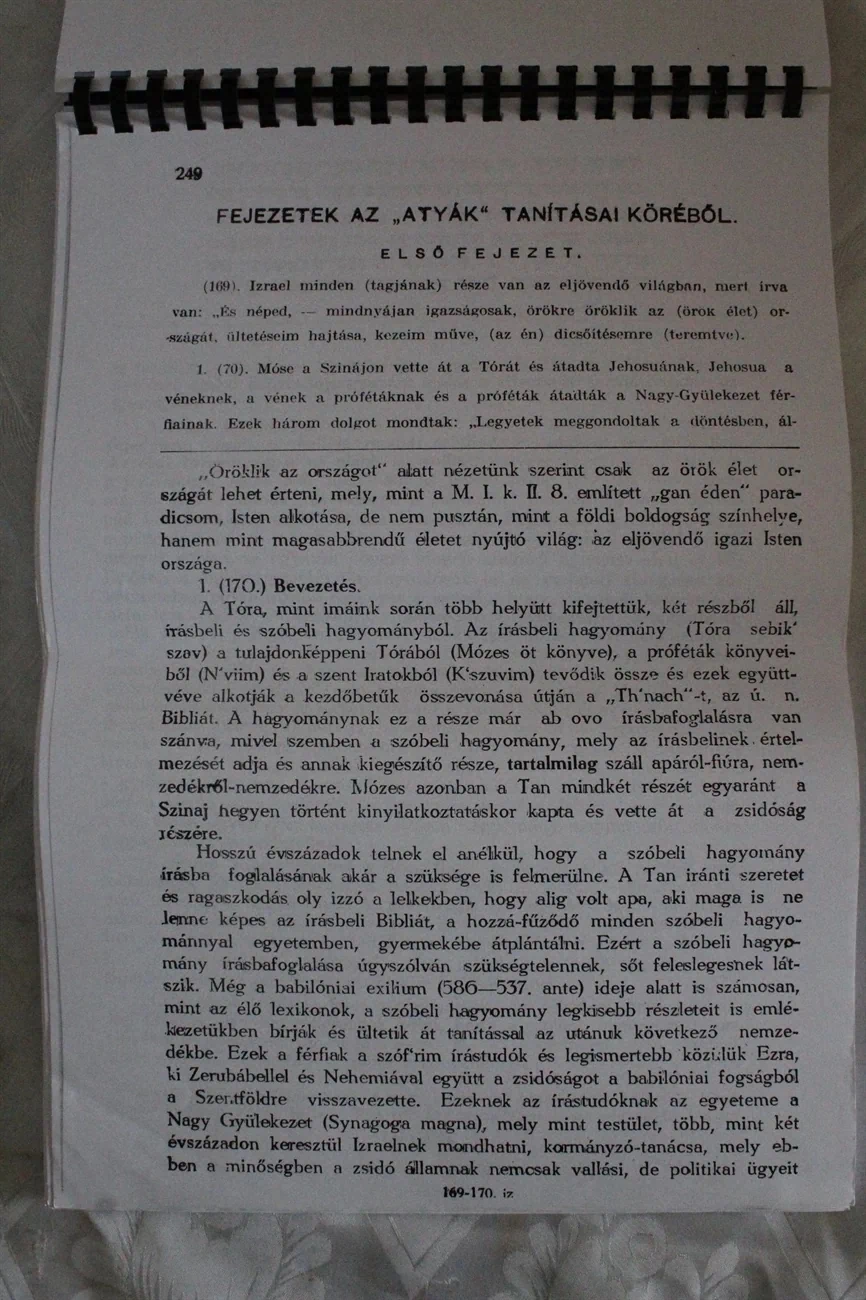 249
FEJEZETEK AZ „ATYÁK“ TANÍTÁSAI KÖRÉBŐL.
ELSŐ FEJEZET.
(169). Izrael minden (tagjának) része van az eljövendő világban, mert írva
van: „És néped, — mindnyájan igazságosak, örökre öröklik az (örök élet) or-
-szágát, ültetéseim hajtása, kezeim műve, (az én) dicsőítésemre (teremtve).
1. (70). Móse a Szinájon vette át a Tórát és átadta Jehosuának, Jehosua a
véneknek, a vének a prófétáknak és a próféták átadták a Nagy-Gyülekezet fér-
fiainak. Ezek három dolgot mondtak: „Legyetek meggondoltak a döntésben, ál-
„Öröklik az országot“ alatt nézetünk szerint csak az örök élet or-
szágát lehet érteni, mely, mint a M. I. k. II. 8. említett „gan éden“ para-
dicsom, Isten alkotása, de nem pusztán, mint a földi boldogság színhelye,
hanem mint magasabbrendű életet nyújtó világ: az eljövendő igazi Isten
országa.
1. (170.) Bevezetés.
A Tóra, mint imáink során több helyütt kifejtettük, két részből áll,
írásbeli és szóbeli hagyományból. Az írásbeli hagyomány (Tóra sebik‘
szav) a tulajdonképpeni Tórából (Mózes öt könyve), a próféták könyvei-
ből (N‘viim) és a szent Iratokból (K‘szuvim) tevődik össze és ezek együtt-
véve alkotják a kezdőbetűk összevonása útján a „Th‘nach“-t, az ú. n.
Bibliát. A hagyománynak ez a része már ab ovo írásbafoglalásra van
szánva, mivel szemben a szóbeli hagyomány, mely az írásbelinek értel-
mezését adja és annak kiegészítő része, tartalmilag száll apáról-fiúra, nem-
zedékről-nemzedékre. Mózes azonban a Tan mindkét részét egyaránt a
Szinaj hegyen történt kinyilatkoztatáskor kapta és vette át a zsidóság
részére.
Hosszú évszázadok telnek el anélkül, hogy a szóbeli hagyomány
írásba foglalásának akár a szüksége is felmerülne. A Tan iránti szeretet
és ragaszkodás oly izzó a lelkekben, hogy alig volt apa, aki maga is ne
lenne képes az írásbeli Bibliát, a hozzá-fűződő minden szóbeli hagyo-
mánnyal egyetemben, gyermekébe átplántálni. Ezért a szóbeli hagyo-
mány írásbafoglalása úgyszólván szükségtelennek, sőt feleslegesnek lát-
szik. Még a babilóniai exilium (586—537. ante) ideje alatt is számosan,
mint az élő lexikonok, a szóbeli hagyomány legkisebb részleteit is emlé-
kezetükben bírják és ültetik át tanítással az utánuk következő nemze-
dékbe. Ezek a férfiak a szóf‘rim írástudók és legismertebb közülük Ezra,
ki Zerubábellel és Nehemiával együtt a zsidóságot a babilóniai fogságból
a Szentföldre visszavezette. Ezeknek az írástudóknak az egyeteme a
Nagy Gyülekezet (Synagoga magna), mely mint testület, több, mint két
évszázadon keresztül Izraelnek mondhatni, kormányzó-tanácsa, mely eb-
ben a minőségben a zsidó államnak nemcsak vallási, de politikai ügyeit
169-170. iz